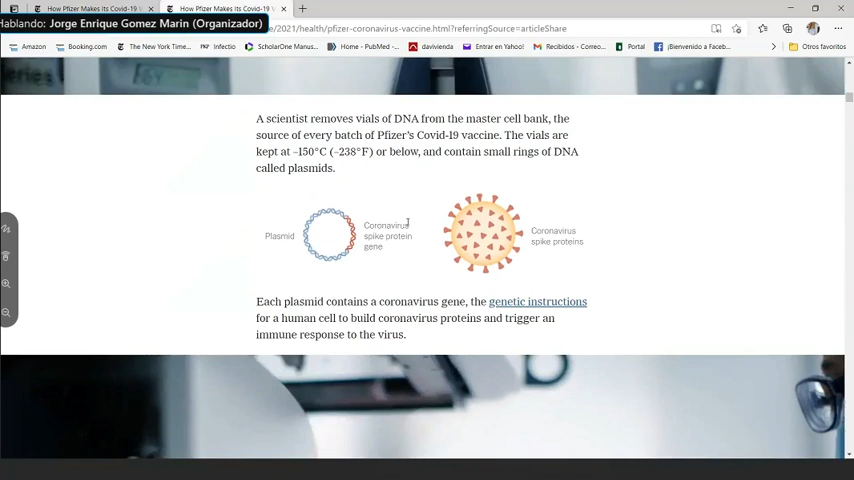 How Pfizer Makes Its Covid-19 V
How Pfizer Makes Its Covid-19 V
Hablando: Jorge Enrique Gomez Marin (Organizador)
e/2021/health/pfizer-coronavirus-vaccine.html?referringSource=articleShare
Amazon
Booking.com
The New York Time...
Infectio
ScholarOne Manus...
Home - PubMed -...
davivienda
Entrar en Yahoo!
Recibidos - Correo...
Portal
¡Bienvenido a Faceb...
Otros favoritos
A scientist removes vials of DNA from the master cell bank, the
source of every batch of Pfizer's Covid-19 vaccine. The vials are
kept at –150°C (–238°F) or below, and contain small rings of DNA
called plasmids.
Plasmid
Coronavirus
spike protein
gene
Coronavirus
spike proteins
Each plasmid contains a coronavirus gene, the genetic instructions
for a human cell to build coronavirus proteins and trigger an
immune response to the virus.